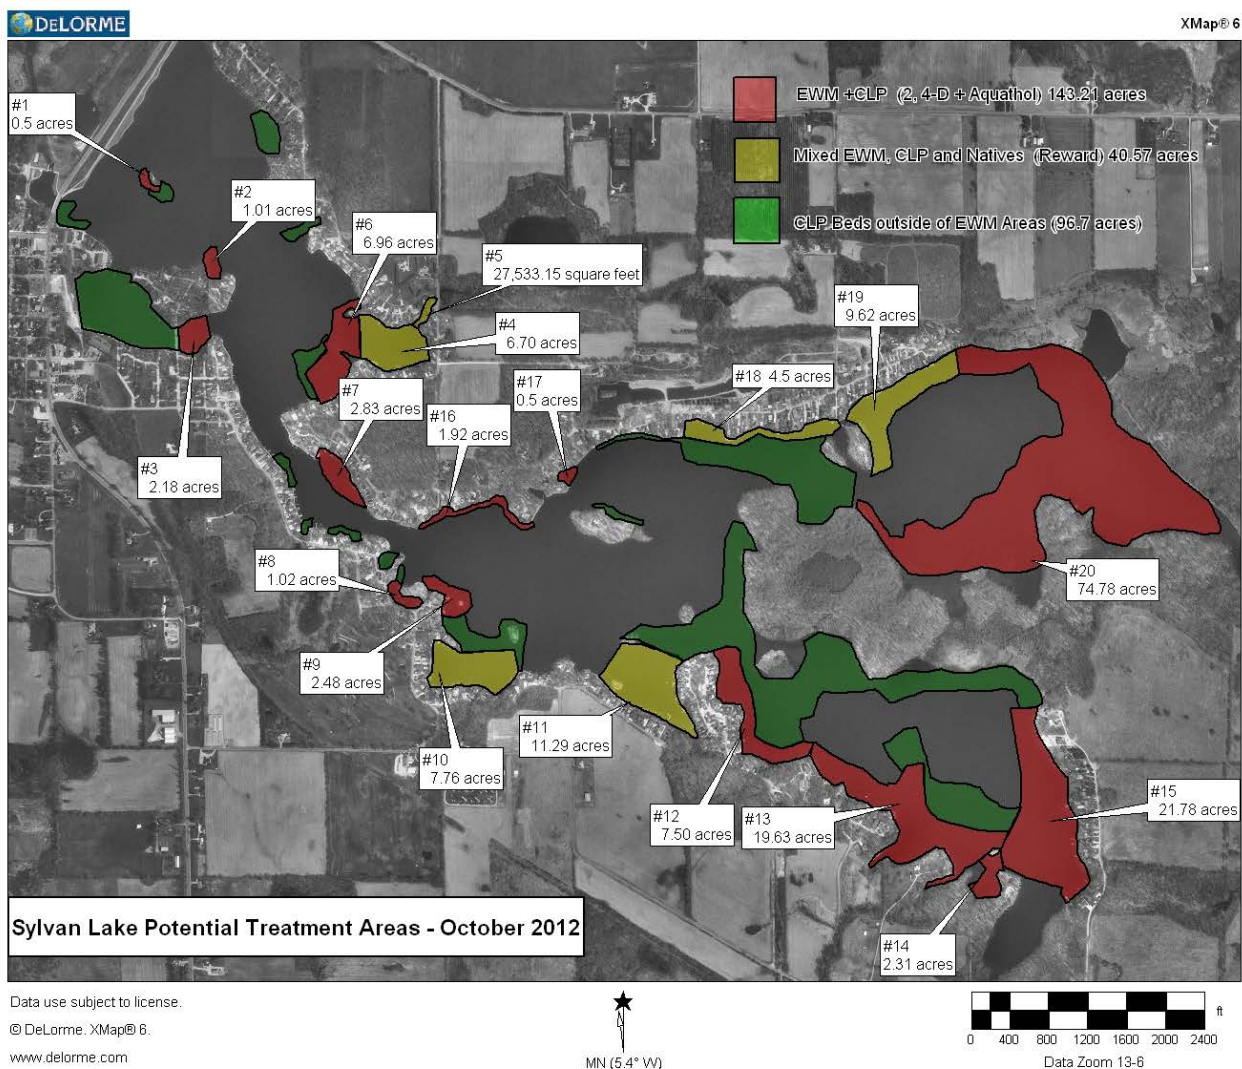 DELORME
XMap® 6
EWM +CLP (2, 4-D + Aquathol) 143.21 acres
Mixed EWM, CLP and Natives (Reward) 40.57 acres
CLP Beds outside of EWM Areas (96.7 acres)
#1
0.5 acres
#2
1.01 acres
#6
6.96 acres
#5
27,533.15 square feet
#4
6.70 acres
#19
9.62 acres
#18 4.5 acres
#17
0.5 acres
#7
2.83 acres
#16
1.92 acres
#3
2.18 acres
#8
1.02 acres
#20
74.78 acres
#9
2.48 acres
#11
11.29 acres
#10
7.76 acres
#12
7.50 acres
#13
19.63 acres
#15
21.78 acres
#14
2.31 acres
Sylvan Lake Potential Treatment Areas - October 2012
Data use subject to license.
© DeLorme. XMap® 6.
www.delorme.com
MN (5.4° W)
ft
0 400 800 1200 1600 2000 2400
Data Zoom 13-6